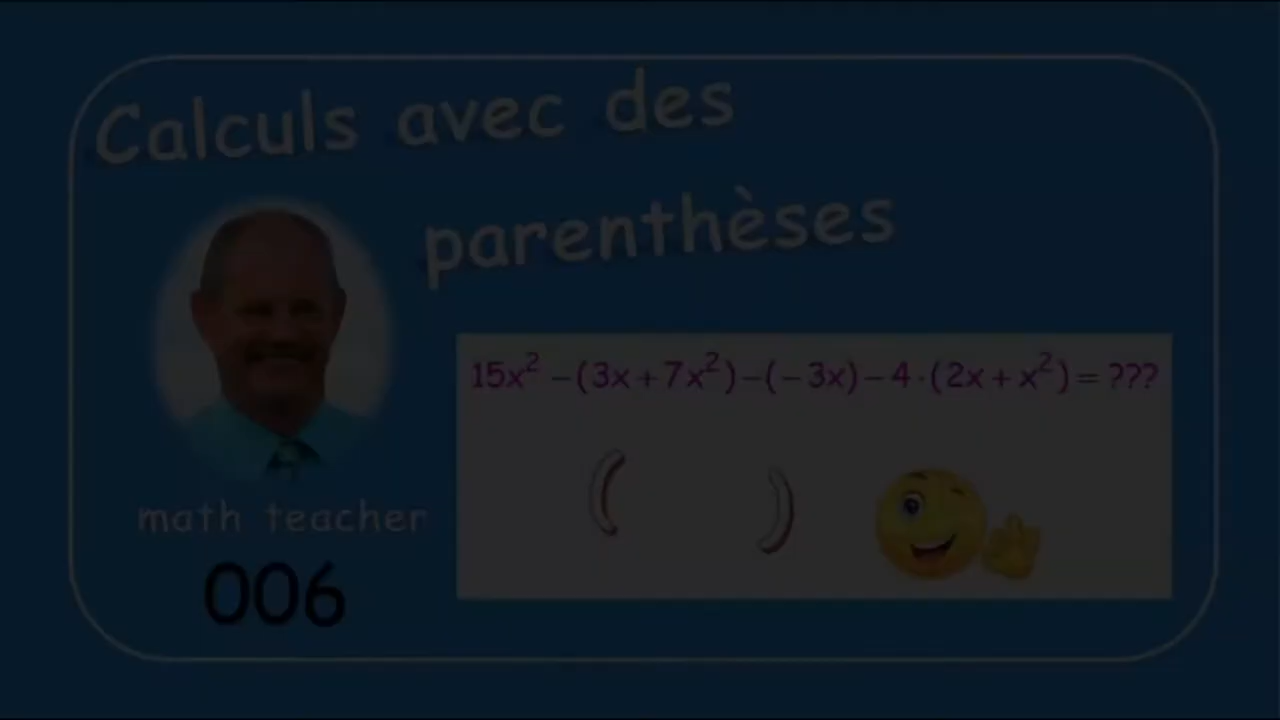 Calculs avec des
parenthèses
15x² –(3x+7x²)–(–3x)–4·(2x+x²)= ???
( )
math teacher
006